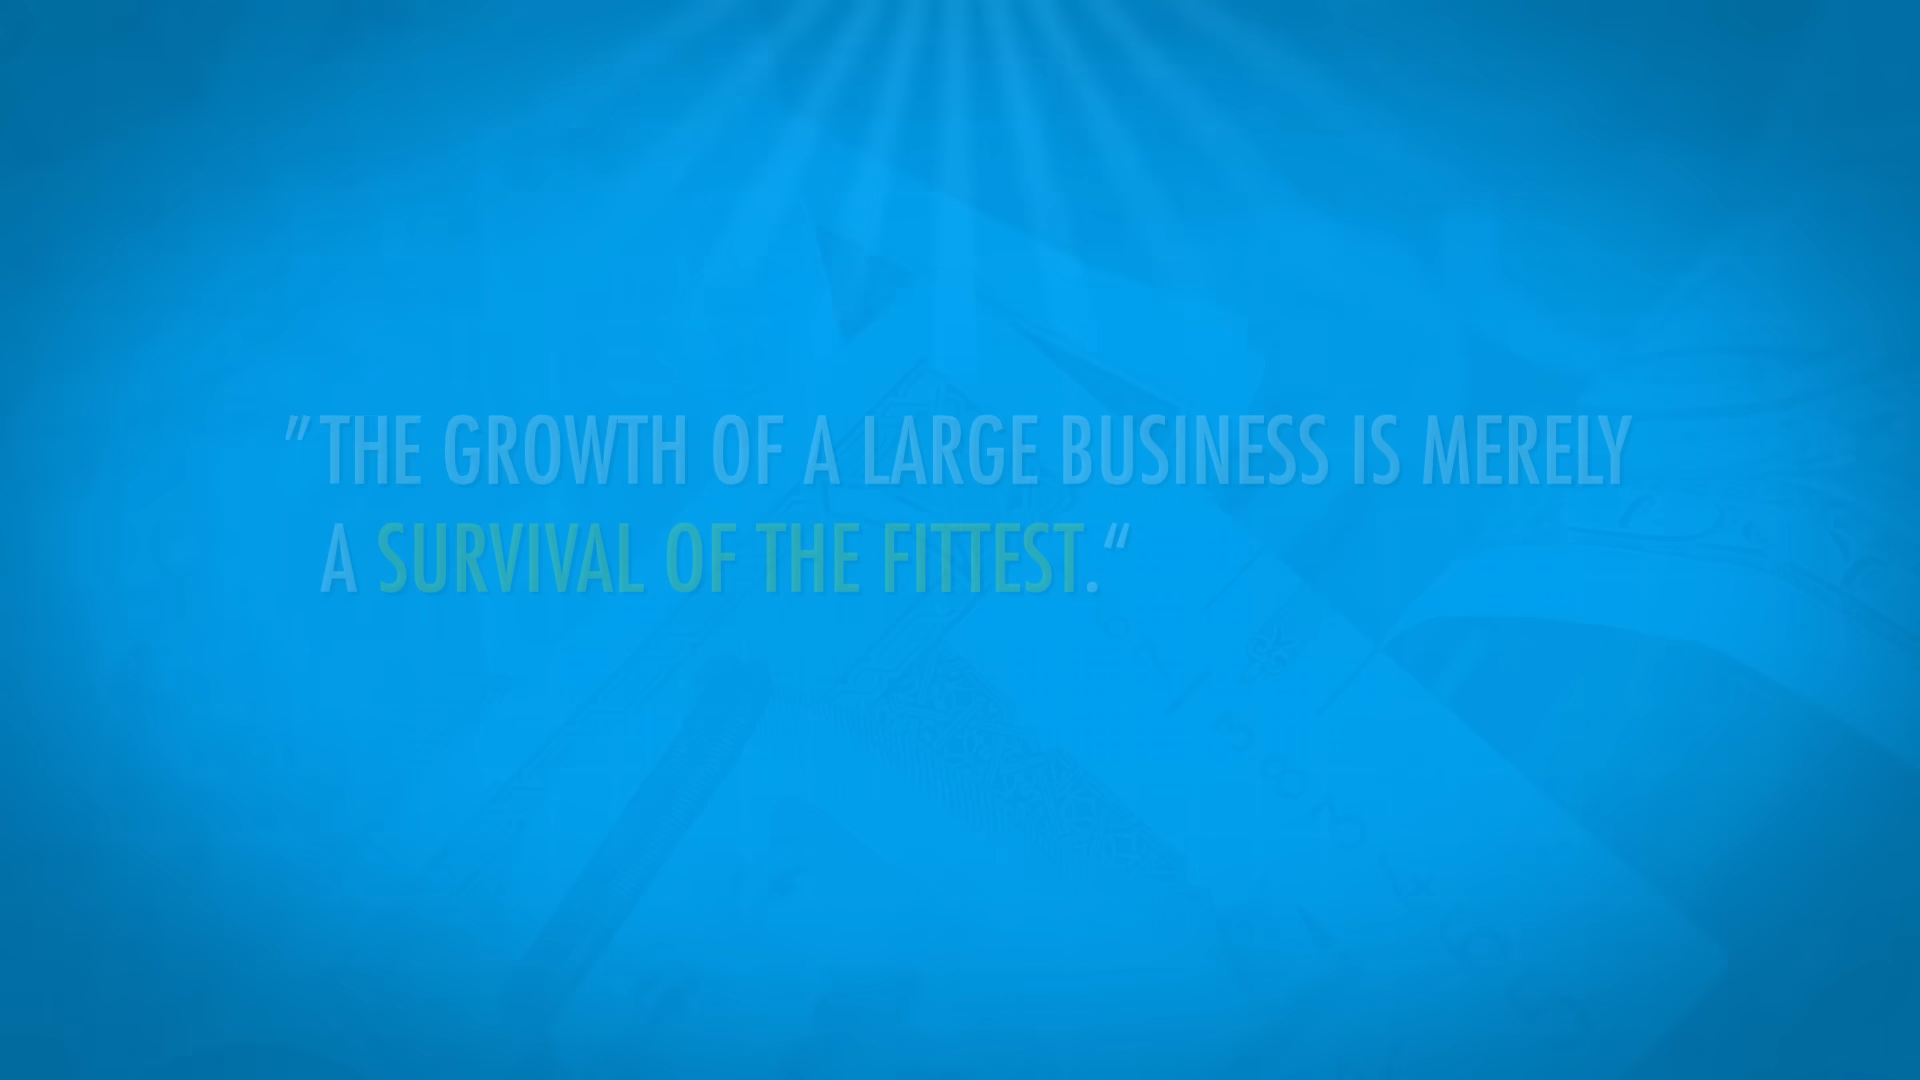 "THE GROWTH OF A LARGE BUSINESS IS MERELY
A SURVIVAL OF THE FITTEST."